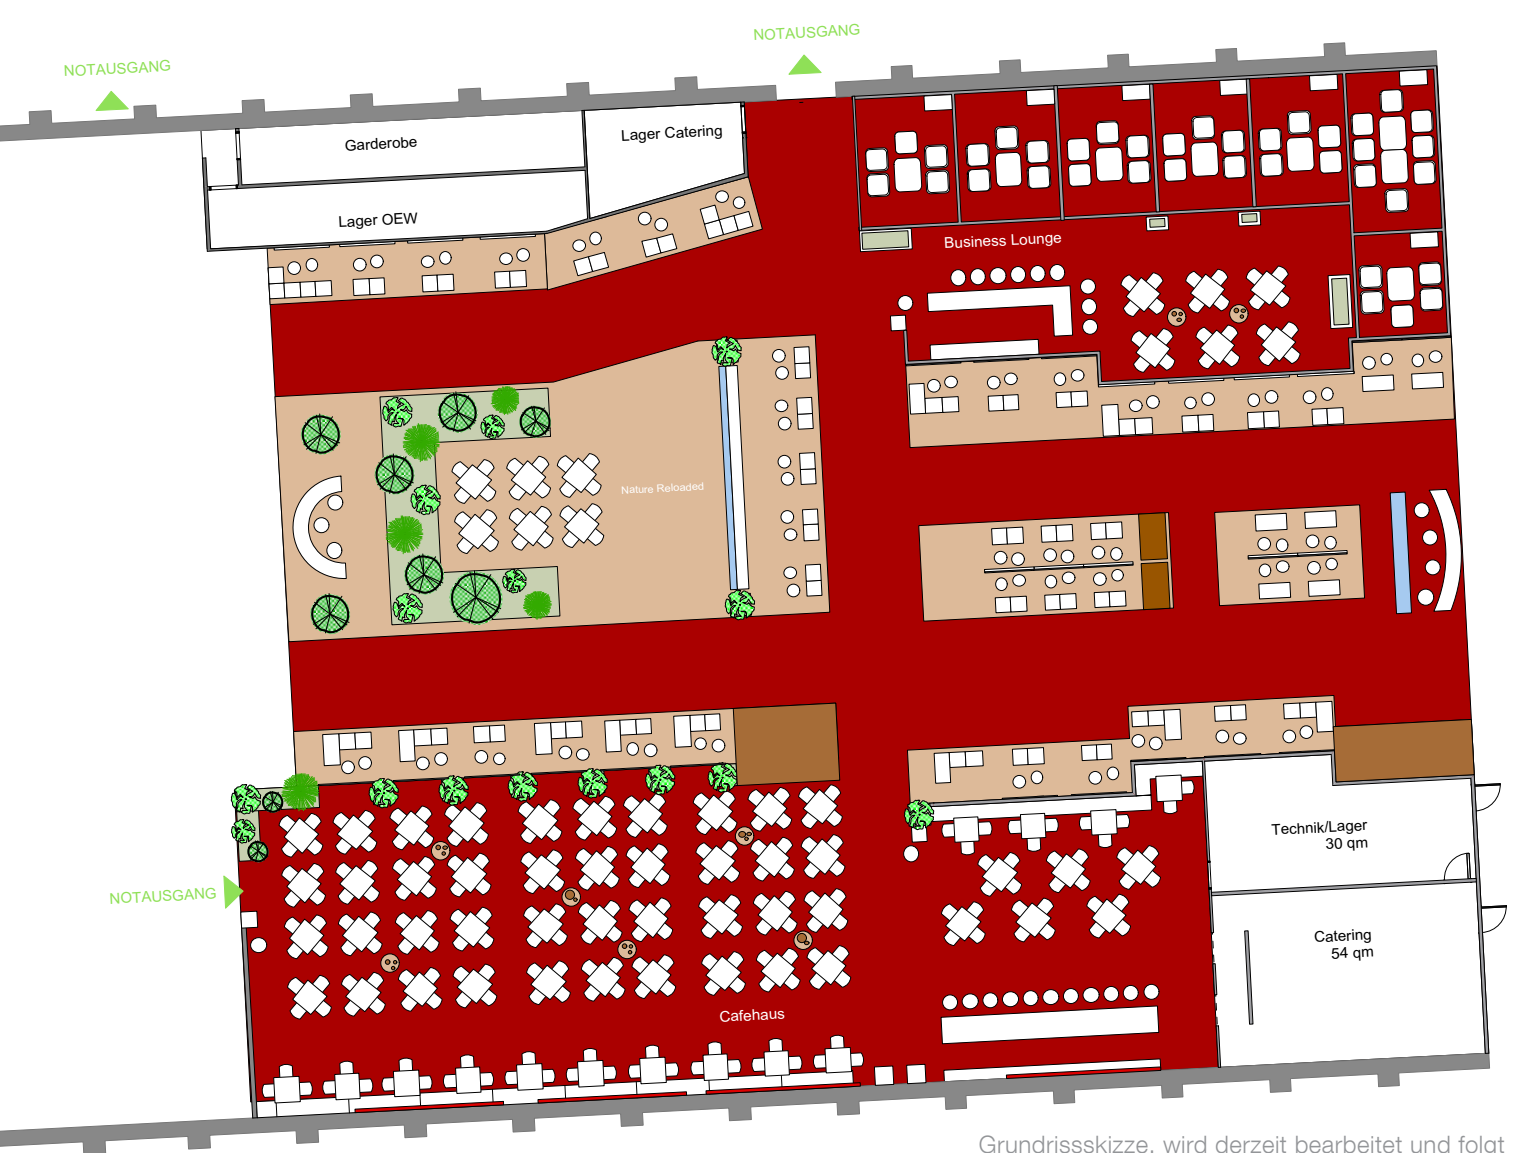 NOTAUSGANG
NOTAUSGANG
Garderobe
Lager Catering
Lager OEW
Business Lounge
Nature Reloaded
Technik/Lager
30 qm
NOTAUSGANG
Catering
54 qm
Cafehaus
Grundrissskizze, wird derzeit bearbeitet und folgt